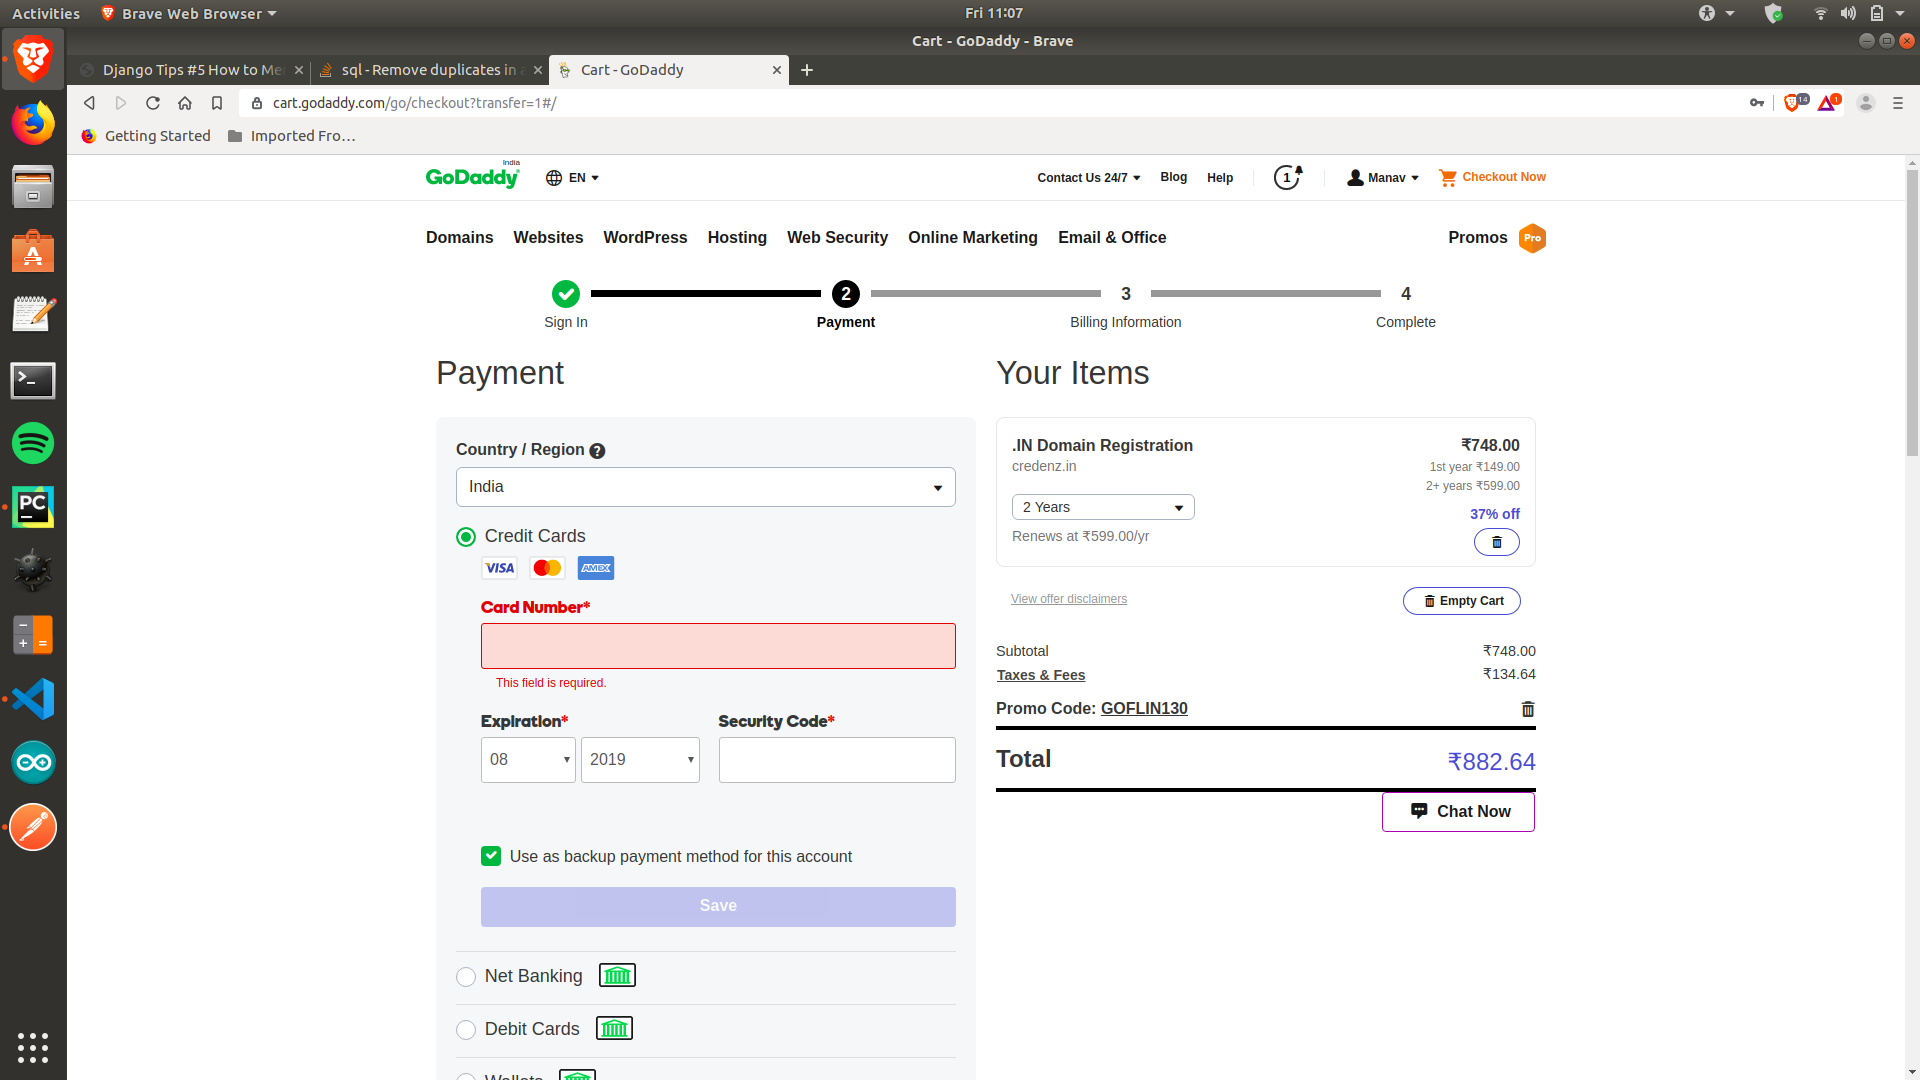 Activities
Brave Web Browser
Fri 11:07
Cart - GoDaddy - Brave
Django Tips #5 How to Me
sql - Remove duplicates in
Cart - GoDaddy
cart.godaddy.com/go/checkout?transfer=1#/
14
1
Getting Started
Imported Fro…
GoDaddy
India
EN
Contact Us 24/7
Blog
Help
1
Manav
Checkout Now
Domains
Websites
WordPress
Hosting
Web Security
Online Marketing
Email & Office
Promos
Pro
2
3
4
Sign In
Payment
Billing Information
Complete
Payment
Country / Region ?
India
Credit Cards
VISA
AMEX
Card Number*
This field is required.
Expiration*
Security Code*
08
2019
Use as backup payment method for this account
Save
Net Banking
Debit Cards
Wallets
Your Items
.IN Domain Registration
₹748.00
credenz.in
1st year ₹149.00
2+ years ₹599.00
2 Years
37% off
Renews at ₹599.00/yr
View offer disclaimers
Empty Cart
Subtotal
₹748.00
Taxes & Fees
₹134.64
Promo Code: GOFLIN130
Total
₹882.64
Chat Now
PC